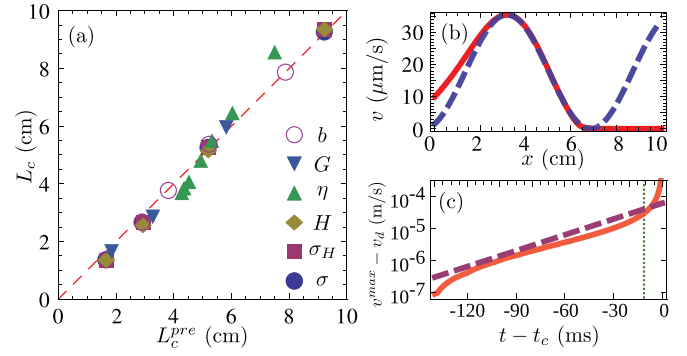 (a)
10
8
6
4
2
0
L_c (cm)
0 2 4 6 8 10
L_c^{pre} (cm)
b
G
η
H
σ_H
σ
(b)
30
20
10
0
v (μm/s)
0 2 4 6 8 10
x (cm)
(c)
10^{-4}
10^{-5}
10^{-6}
10^{-7}
v^{max} − v_d (m/s)
-120 -90 -60 -30 0
t − t_c (ms)